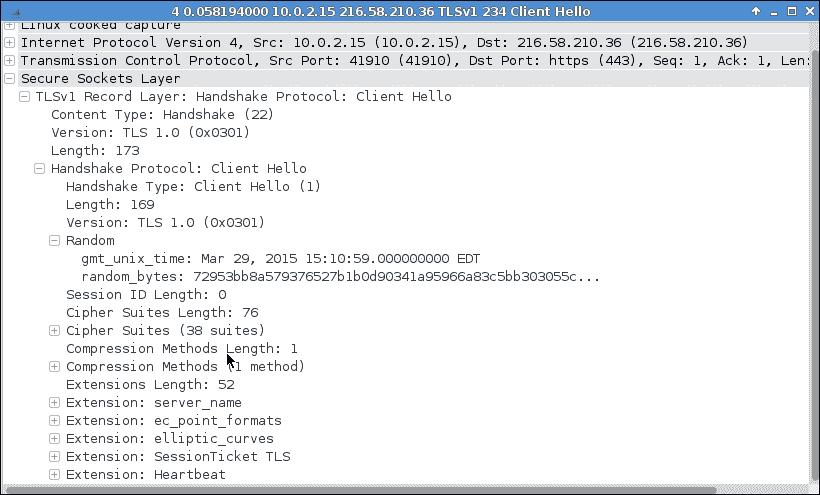 4 0.058194000 10.0.2.15 216.58.210.36 TLSv1 234 Client Hello
Linux cooked capture
Internet Protocol Version 4, Src: 10.0.2.15 (10.0.2.15), Dst: 216.58.210.36 (216.58.210.36)
Transmission Control Protocol, Src Port: 41910 (41910), Dst Port: https (443), Seq: 1, Ack: 1, Len:
Secure Sockets Layer
TLSv1 Record Layer: Handshake Protocol: Client Hello
Content Type: Handshake (22)
Version: TLS 1.0 (0x0301)
Length: 173
Handshake Protocol: Client Hello
Handshake Type: Client Hello (1)
Length: 169
Version: TLS 1.0 (0x0301)
Random
gmt_unix_time: Mar 29, 2015 15:10:59.000000000 EDT
random_bytes: 72953bb8a579376527b1b0d90341a95966a83c5bb303055c...
Session ID Length: 0
Cipher Suites Length: 76
Cipher Suites (38 suites)
Compression Methods Length: 1
Compression Methods (1 method)
Extensions Length: 52
Extension: server_name
Extension: ec_point_formats
Extension: elliptic_curves
Extension: SessionTicket TLS
Extension: Heartbeat